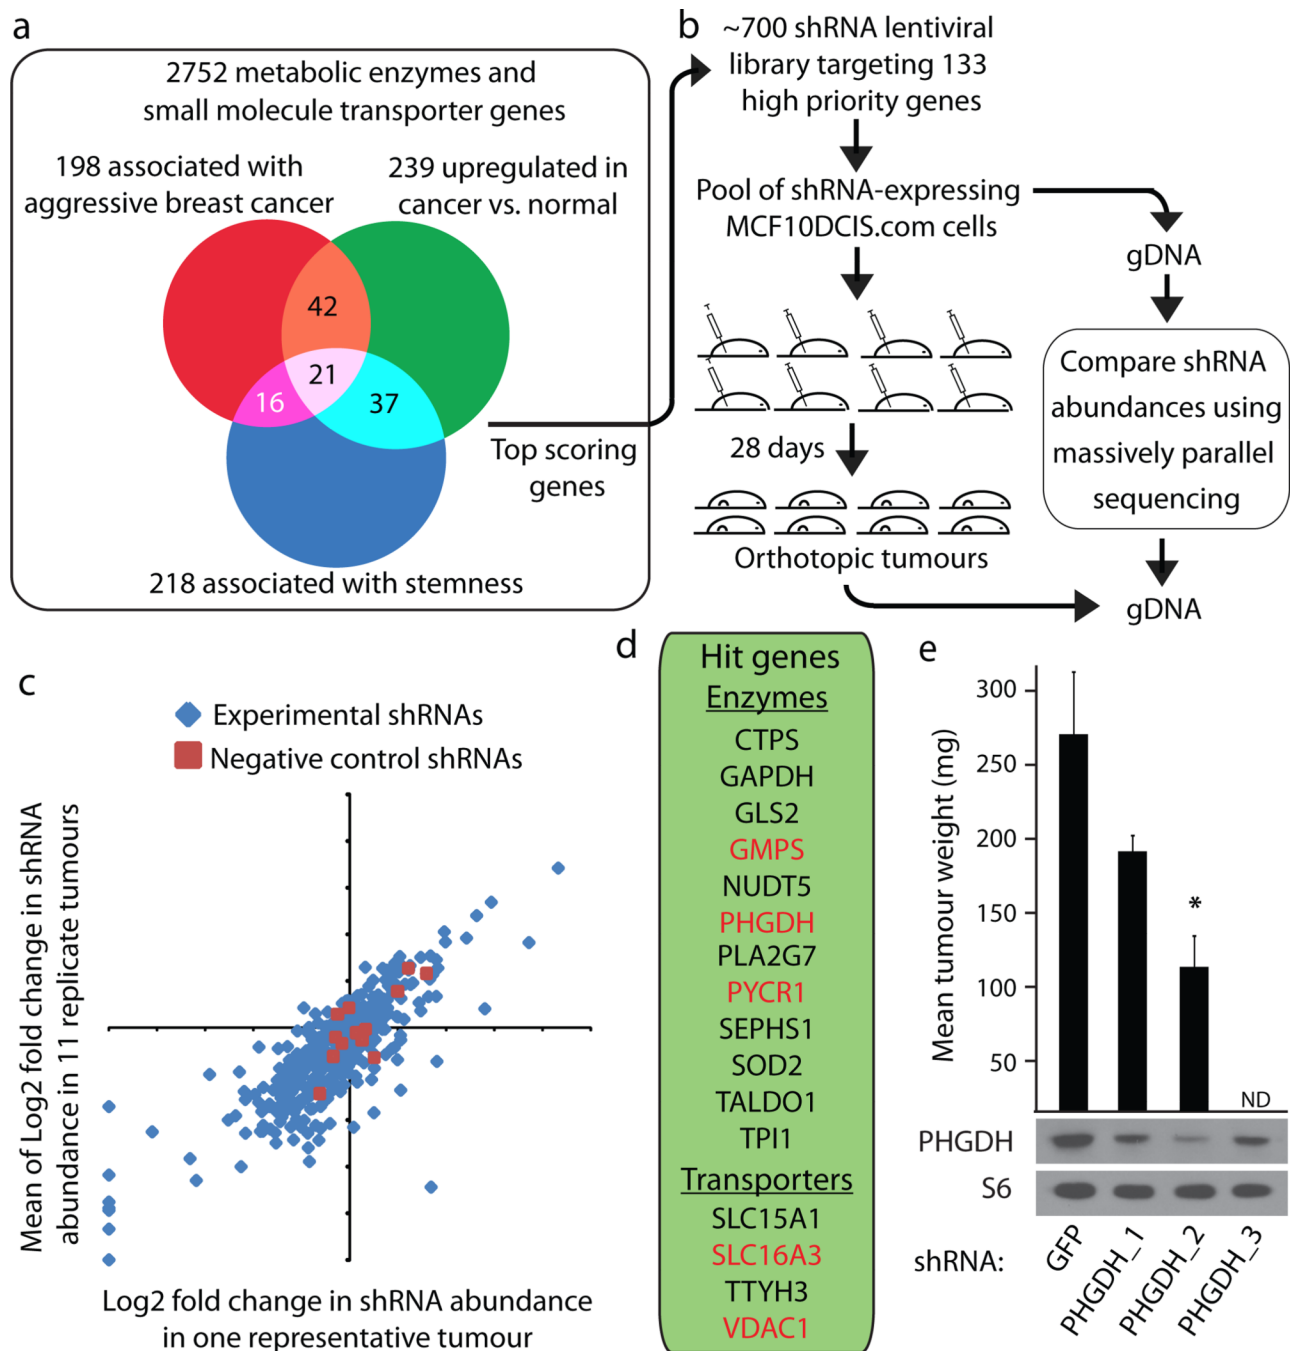 a
2752 metabolic enzymes and
small molecule transporter genes
198 associated with
aggressive breast cancer
239 upregulated in
cancer vs. normal
42
21
16
37
218 associated with stemness
Top scoring
genes
b
~700 shRNA lentiviral
library targeting 133
high priority genes
Pool of shRNA-expressing
MCF10DCIS.com cells
gDNA
28 days
Compare shRNA
abundances using
massively parallel
sequencing
Orthotopic tumours
gDNA
c
Experimental shRNAs
Negative control shRNAs
Mean of Log2 fold change in shRNA
abundance in 11 replicate tumours
Log2 fold change in shRNA abundance
in one representative tumour
d
Hit genes
Enzymes
CTPS
GAPDH
GLS2
GMPS
NUDT5
PHGDH
PLA2G7
PYCR1
SEPHS1
SOD2
TALDO1
TPI1
Transporters
SLC15A1
SLC16A3
TTYH3
VDAC1
e
Mean tumour weight (mg)
300
250
200
150
100
50
*
ND
PHGDH
S6
shRNA:
GFP
PHGDH_1
PHGDH_2
PHGDH_3